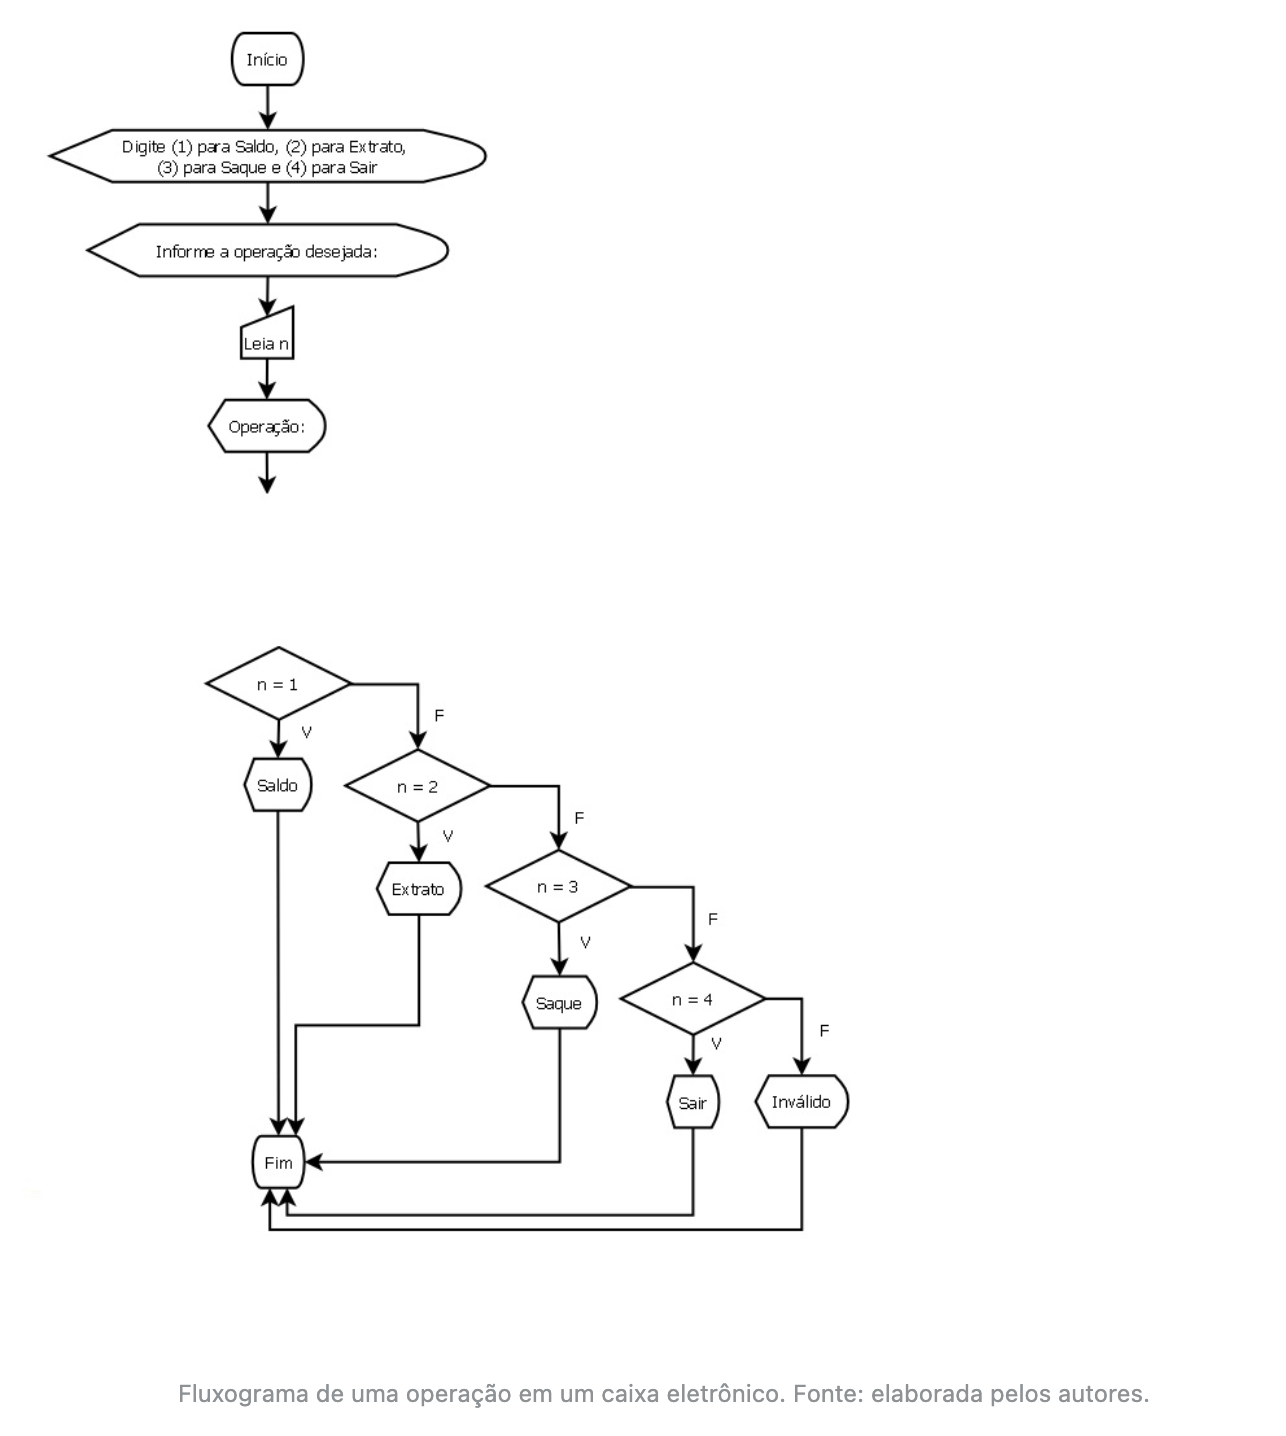 Início
Digite (1) para Saldo, (2) para Extrato,
(3) para Saque e (4) para Sair
Informe a operação desejada:
Leia n
Operação:
n = 1
F
V
Saldo
n = 2
F
V
Extrato
n = 3
F
V
Saque
n = 4
F
V
Sair
Inválido
Fim
Fluxograma de uma operação em um caixa eletrônico. Fonte: elaborada pelos autores.